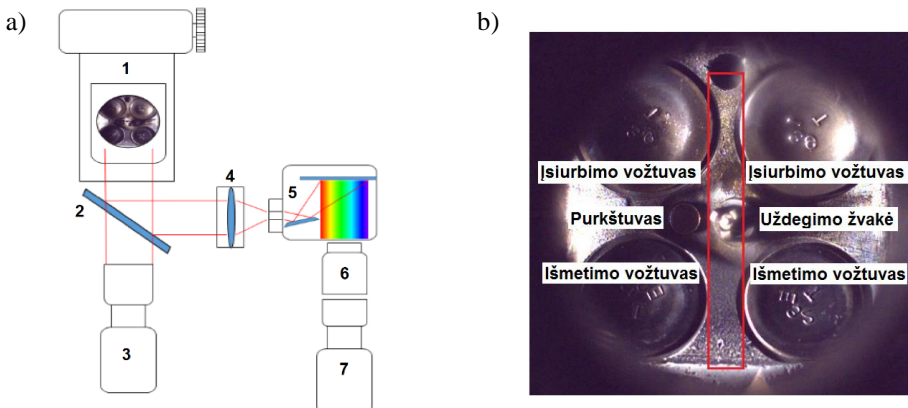 a)
1
2
3
4
5
6
7
b)
Įsiurbimo vožtuvas Įsiurbimo vožtuvas
Purkštuvas Uždegimo žvakė
Išmetimo vožtuvas Išmetimo vožtuvas